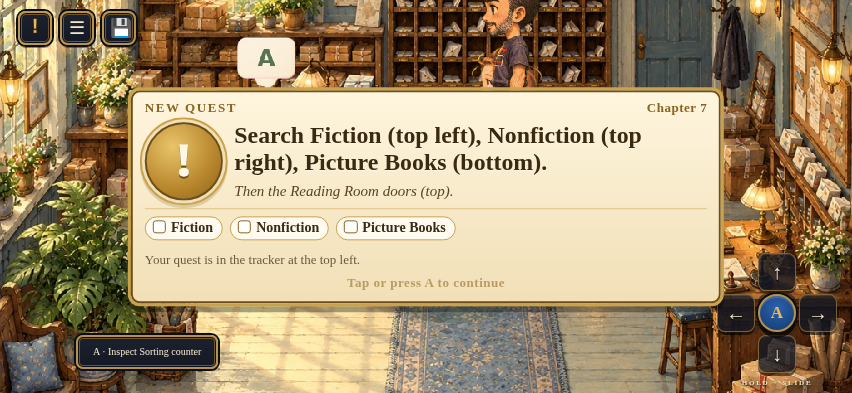 !
A
NEW QUEST
Chapter 7
!
Search Fiction (top left), Nonfiction (top
right), Picture Books (bottom).
Then the Reading Room doors (top).
Fiction
Nonfiction
Picture Books
Your quest is in the tracker at the top left.
Tap or press A to continue
↑
← A →
↓
HOLD · SLIDE
A · Inspect Sorting counter